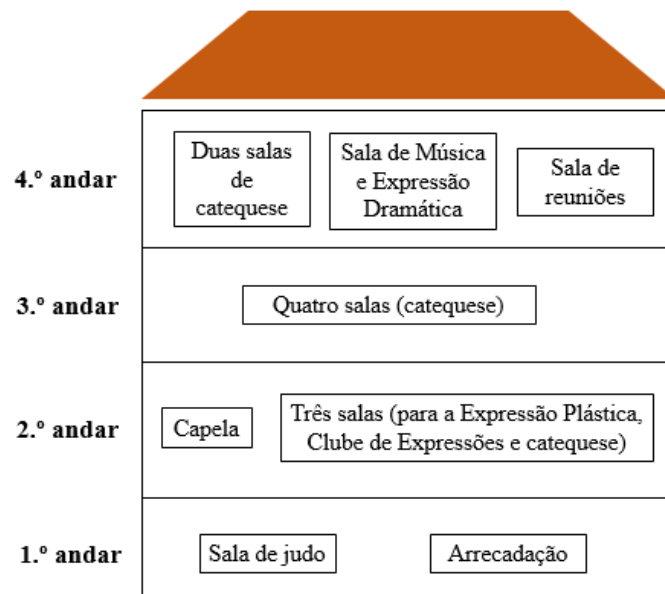 4.º andar
Duas salas
de
catequese
Sala de Música
e Expressão
Dramática
Sala de
reuniões
3.º andar
Quatro salas (catequese)
2.º andar
Capela
Três salas (para a Expressão Plástica,
Clube de Expressões e catequese)
1.º andar
Sala de judo
Arrecadação